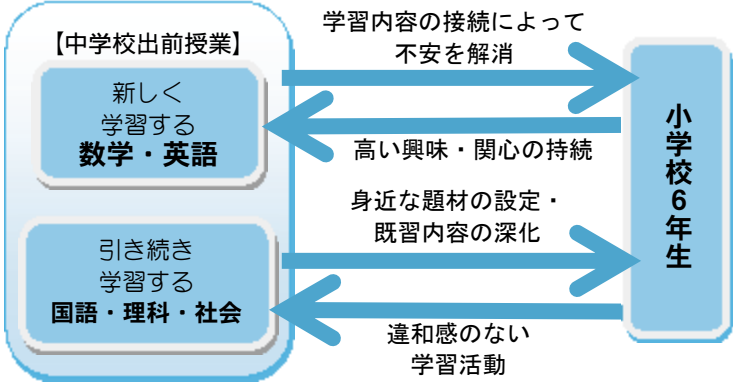 【中学校出前授業】
新しく
学習する
数学・英語
引き続き
学習する
国語・理科・社会
学習内容の接続によって
不安を解消
高い興味・関心の持続
身近な題材の設定・
既習内容の深化
違和感のない
学習活動
小学校6年生